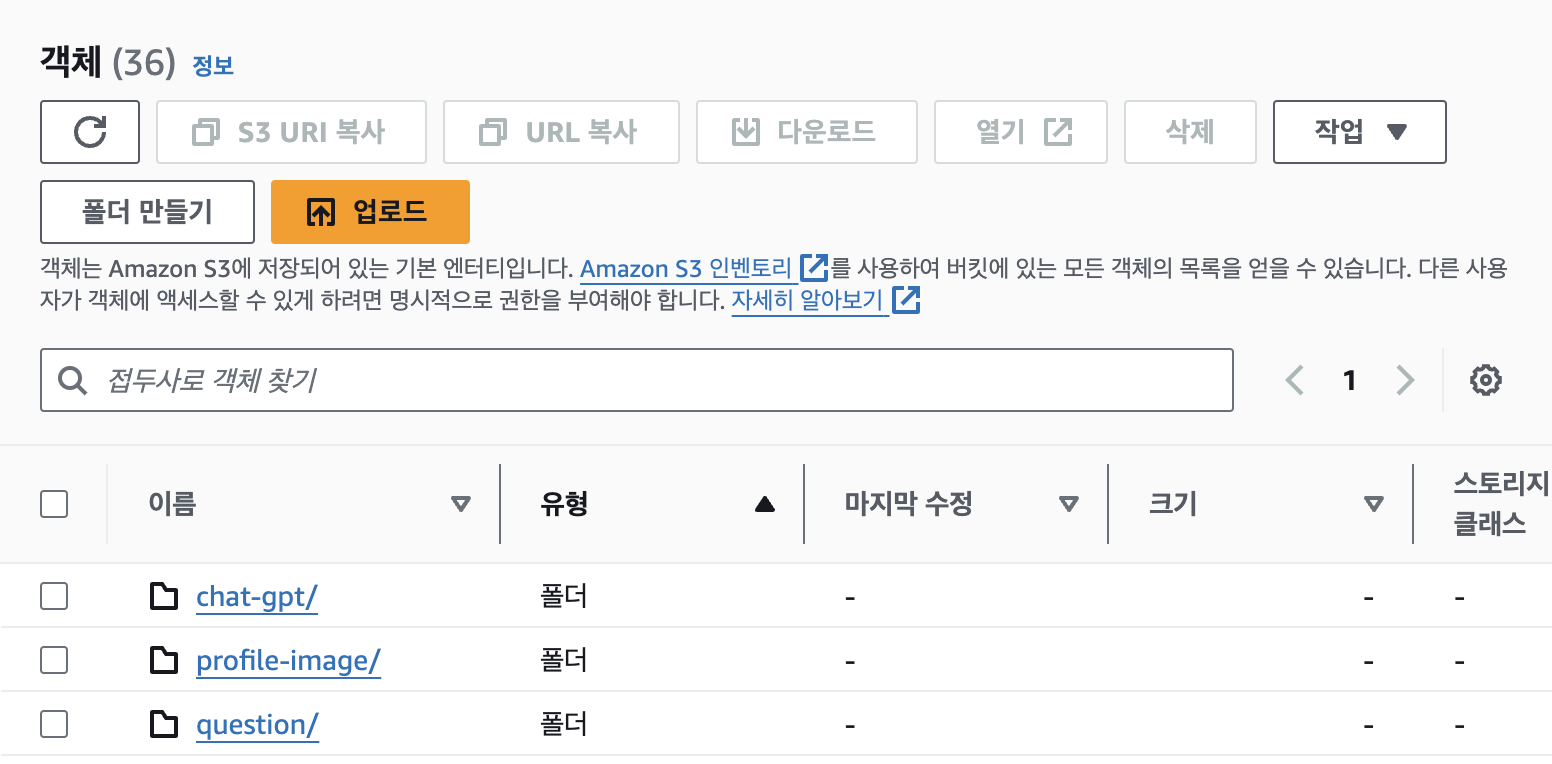 객체 (36) 정보
S3 URI 복사 URL 복사 다운로드 열기 삭제 작업
폴더 만들기 업로드
객체는 Amazon S3에 저장되어 있는 기본 엔터티입니다. Amazon S3 인벤토리를 사용하여 버킷에 있는 모든 객체의 목록을 얻을 수 있습니다. 다른 사용
자가 객체에 액세스할 수 있게 하려면 명시적으로 권한을 부여해야 합니다. 자세히 알아보기
접두사로 객체 찾기 1
이름 유형 마지막 수정 크기 스토리지
클래스
chat-gpt/ 폴더 - - -
profile-image/ 폴더 - - -
question/ 폴더 - - -